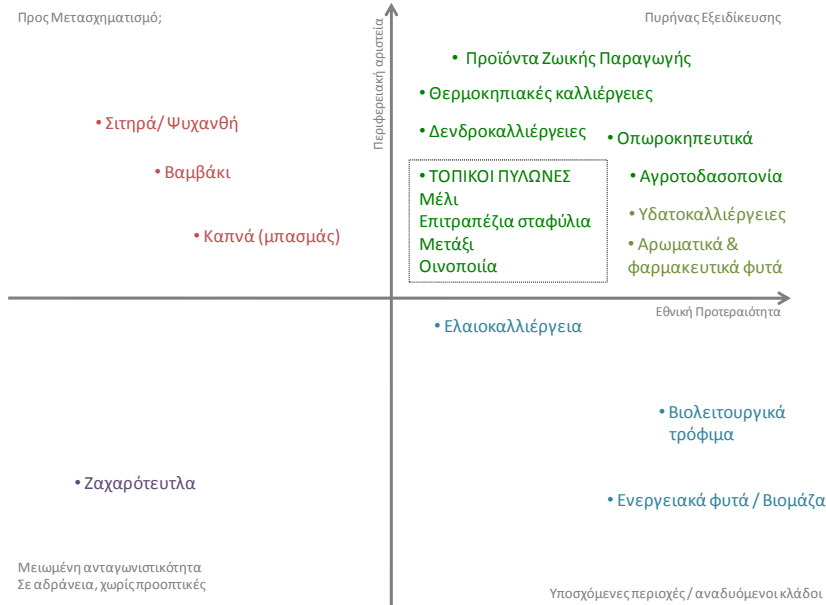 Προς Μετασχηματισμό;
Πυρήνας Εξειδίκευσης
Περιφερειακή αριστεία
• Προϊόντα Ζωικής Παραγωγής
• Θερμοκηπιακές καλλιέργειες
• Δενδροκαλλιέργειες
• Οπωροκηπευτικά
• Σιτηρά/ Ψυχανθή
• Βαμβάκι
• Καπνά (μπασμάς)
• ΤΟΠΙΚΟΙ ΠΥΛΩΝΕΣ
Μέλι
Επιτραπέζια σταφύλια
Μετάξι
Οινοποιία
• Αγροτοδασοπονία
• Υδατοκαλλιέργειες
• Αρωματικά &
φαρμακευτικά φυτά
Εθνική Προτεραιότητα
• Ελαιοκαλλιέργεια
• Βιολειτουργικά
τρόφιμα
• Ζαχαρότευτλα
• Ενεργειακά φυτά / Βιομάζα
Μειωμένη ανταγωνιστικότητα
Σε αδράνεια, χωρίς προοπτικές
Υποσχόμενες περιοχές / αναδυόμενοι κλάδοι